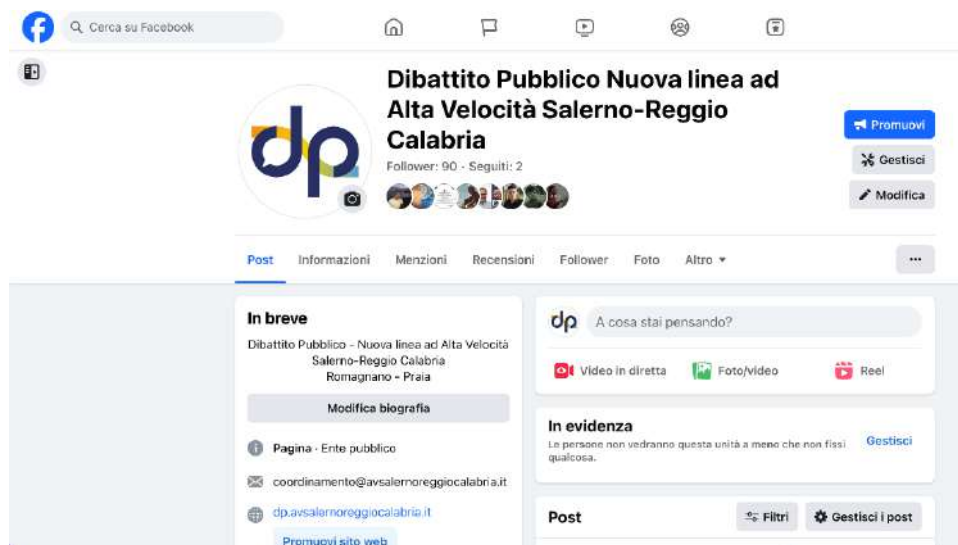 Cerca su Facebook
Dibattito Pubblico Nuova linea ad
Alta Velocità Salerno-Reggio
Calabria
Follower: 90 · Seguiti: 2
Promuovi
Gestisci
Modifica
dp
Post
Informazioni
Menzioni
Recensioni
Follower
Foto
Altro
In breve
Dibattito Pubblico - Nuova linea ad Alta Velocità
Salerno-Reggio Calabria
Romagnano - Praia
Modifica biografia
Pagina · Ente pubblico
coordinamento@avsalernoreggiocalabria.it
dp.avsalernoreggiocalabria.it
Promuovi sito web
dp
A cosa stai pensando?
Video in diretta
Foto/video
Reel
In evidenza
Le persone non vedranno questa unità a meno che non fissi
qualcosa.
Gestisci
Post
Filtri
Gestisci i post